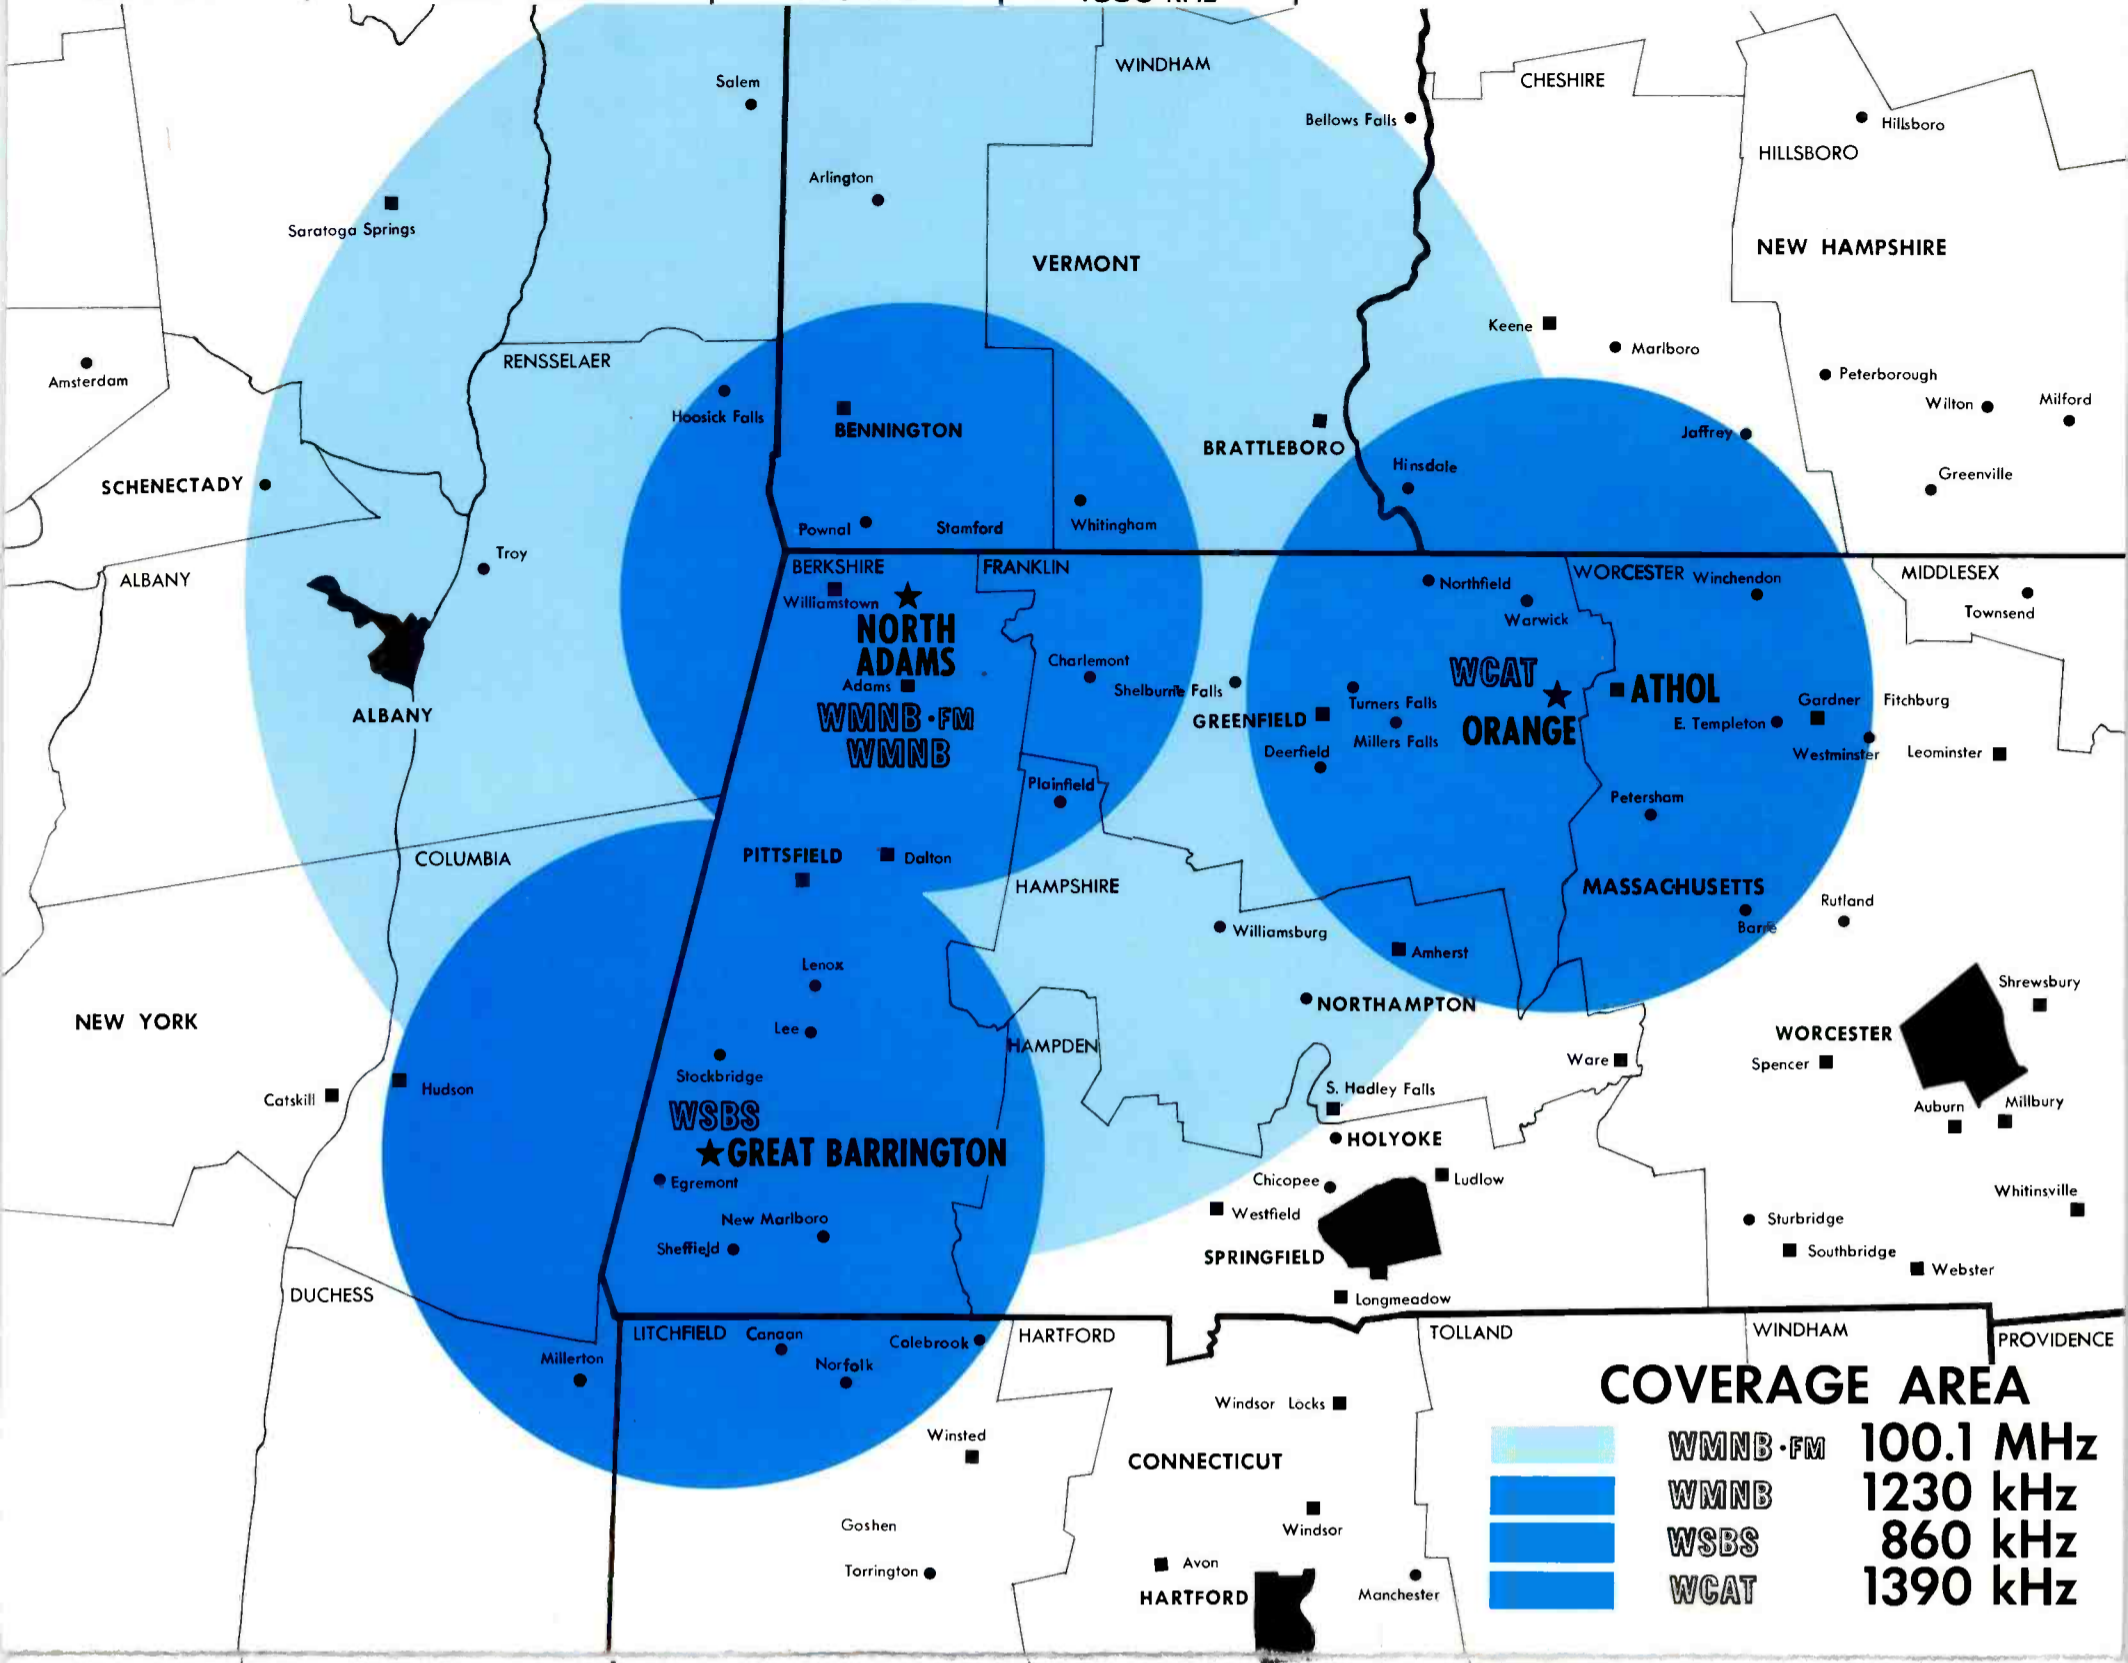 WINDHAM
CHESHIRE
Salem
Bellows Falls
Hillsboro
HILLSBORO
Arlington
Saratoga Springs
VERMONT
NEW HAMPSHIRE
Keene
Marlboro
RENSSELAER
Amsterdam
Peterborough
Hoosick Falls
Wilton
Milford
BENNINGTON
Jaffrey
BRATTLEBORO
Hinsdale
SCHENECTADY
Greenville
Pownal
Stamford
Whitingham
Troy
ALBANY
BERKSHIRE
FRANKLIN
Northfield
WORCESTER
Winchendon
MIDDLESEX
Williamstown
Warwick
Townsend
NORTH
ADAMS
Charlemont
WCAT
Adams
Shelburne Falls
ATHOL
Turners Falls
Gardner
Fitchburg
ALBANY
WMNB·FM
GREENFIELD
ORANGE
E. Templeton
Millers Falls
WMNB
Deerfield
Westminster
Leominster
Plainfield
Petersham
COLUMBIA
PITTSFIELD
Dalton
HAMPSHIRE
MASSACHUSETTS
Rutland
Williamsburg
Barre
Amherst
Lenox
Shrewsbury
NORTHAMPTON
NEW YORK
Lee
WORCESTER
HAMPDEN
Ware
Spencer
Stockbridge
Hudson
S. Hadley Falls
Catskill
Auburn
Millbury
WSBS
HOLYOKE
GREAT BARRINGTON
Egremont
Chicopee
Ludlow
Whitinsville
New Marlboro
Westfield
Sturbridge
Sheffield
SPRINGFIELD
Southbridge
Webster
DUCHESS
Longmeadow
LITCHFIELD
Canaan
Colebrook
HARTFORD
TOLLAND
WINDHAM
PROVIDENCE
Millerton
Norfolk
COVERAGE AREA
Windsor Locks
Winsted
WMNB·FM 100.1 MHz
CONNECTICUT
WMNB 1230 kHz
Goshen
Windsor
WSBS 860 kHz
Torrington
Avon
WCAT 1390 kHz
HARTFORD
Manchester